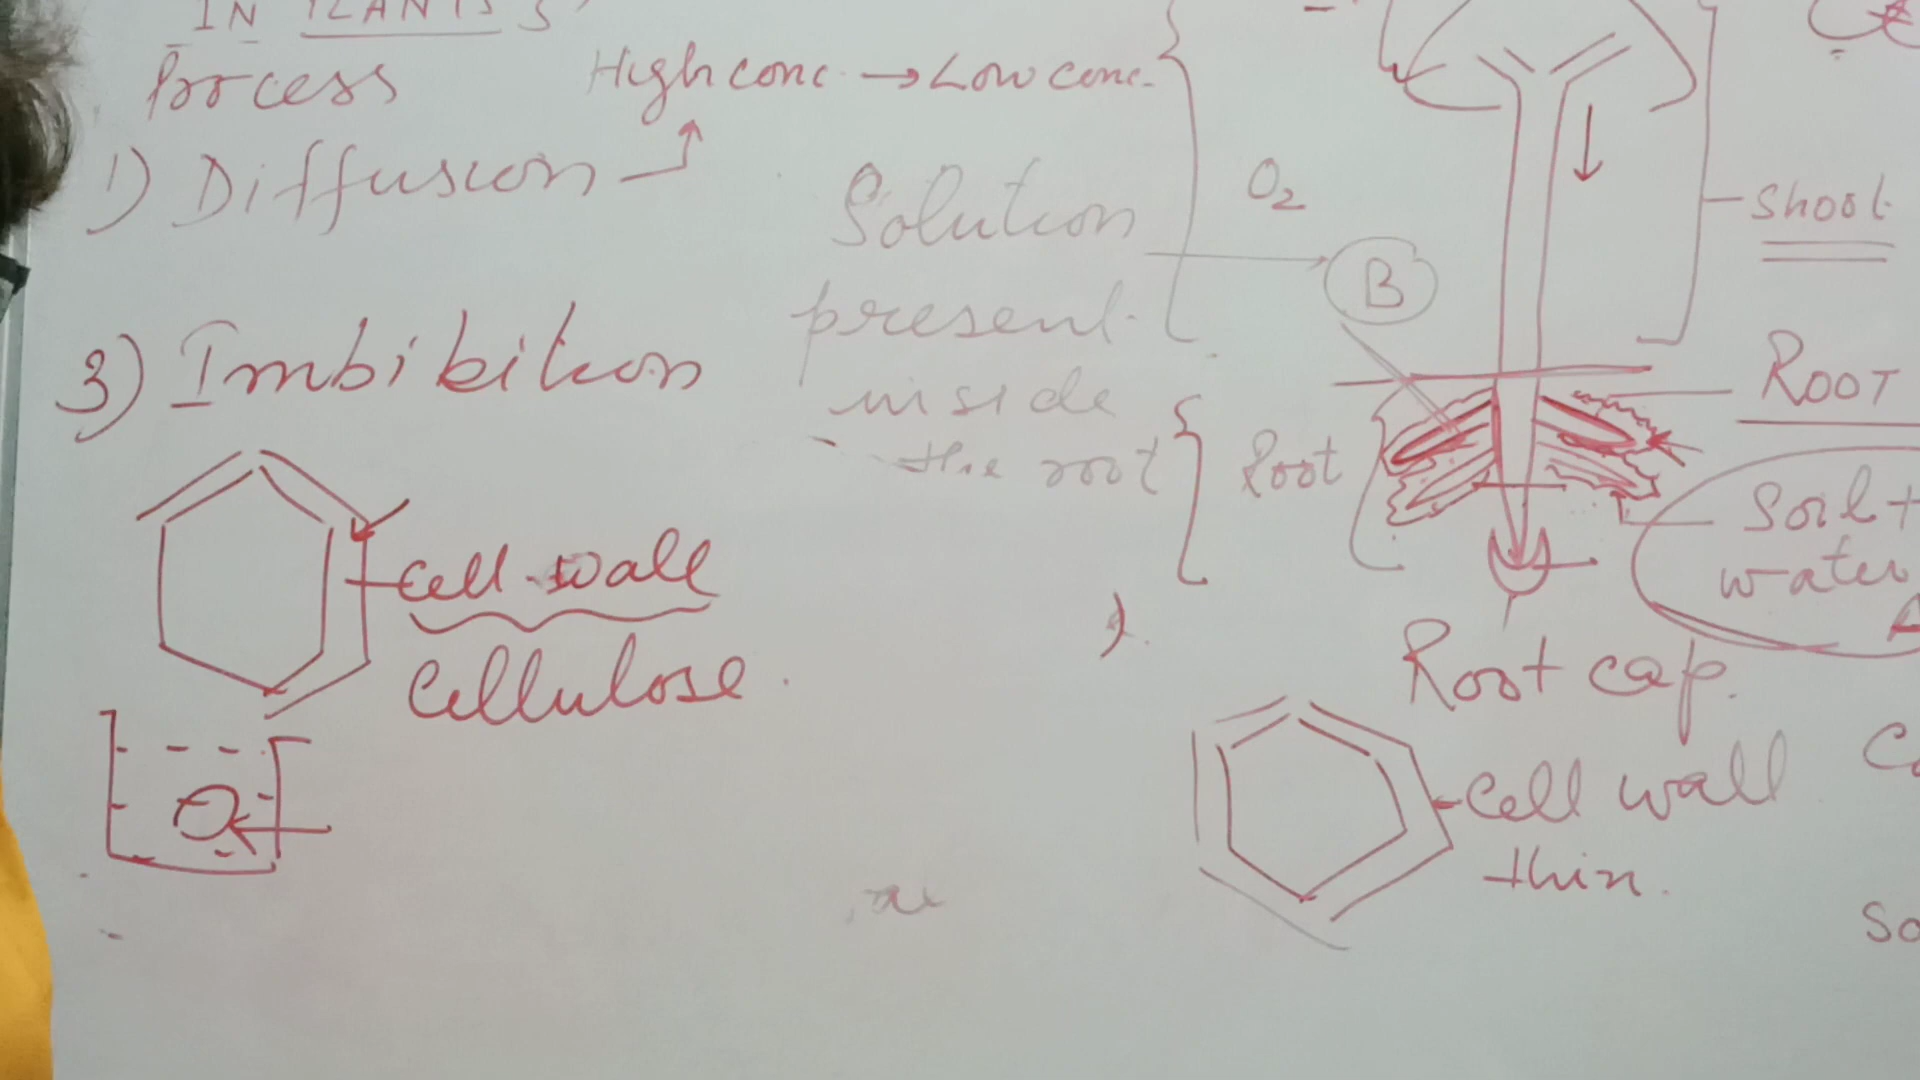 IN PLANTS
Process
High conc. → Low conc.
1) Diffusion
Solution
present
inside
the root
O2
B
Shoot
ROOT
3) Imbibition
Root
Soil +
water
Cell wall
Cellulose
Root cap.
Cell wall
thin.